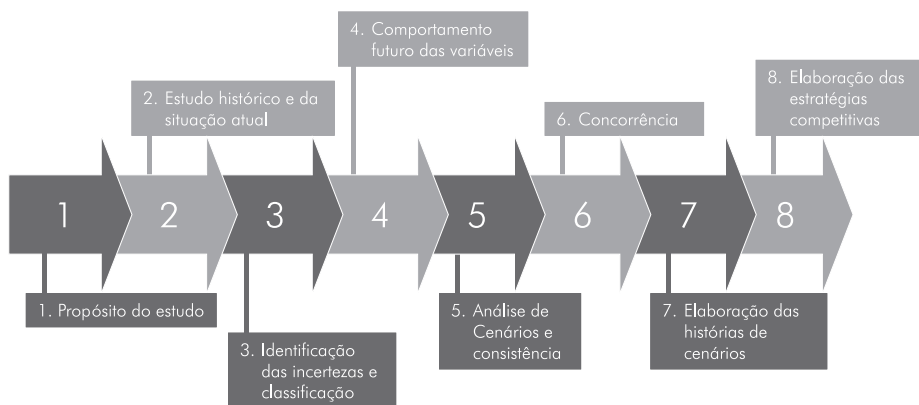 4. Comportamento
futuro das variáveis
2. Estudo histórico e da
situação atual
6. Concorrência
8. Elaboração das
estratégias
competitivas
1
2
3
4
5
6
7
8
1. Propósito do estudo
3. Identificação
das incertezas e
classificação
5. Análise de
Cenários e
consistência
7. Elaboração das
histórias de
cenários